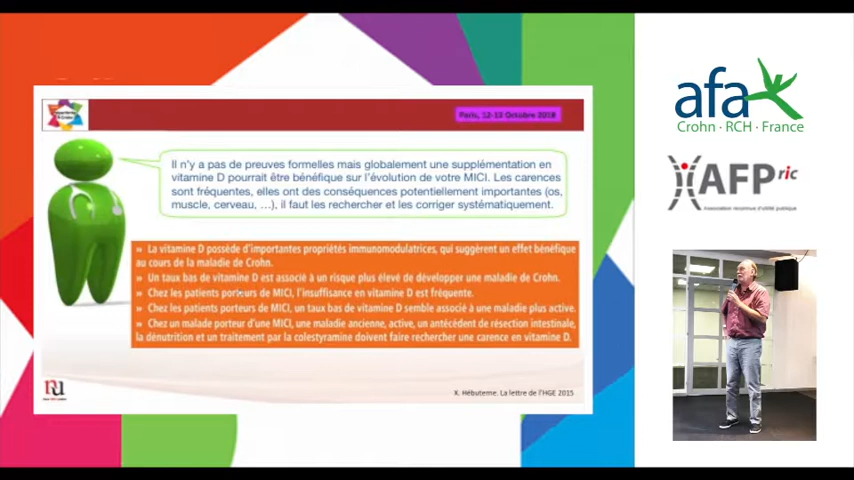 Paris, 12-13 Octobre 2018
Il n'y a pas de preuves formelles mais globalement une supplémentation en
vitamine D pourrait être bénéfique sur l'évolution de votre MICI. Les carences
sont fréquentes, elles ont des conséquences potentiellement importantes (os,
muscle, cerveau, ...), il faut les rechercher et les corriger systématiquement.
» La vitamine D possède d'importantes propriétés immunomodulatrices, qui suggèrent un effet bénéfique
au cours de la maladie de Crohn.
» Un taux bas de vitamine D est associé à un risque plus élevé de développer une maladie de Crohn.
» Chez les patients porteurs de MICI, l'insuffisance en vitamine D est fréquente.
» Chez les patients porteurs de MICI, un taux bas de vitamine D semble associé à une maladie plus active.
» Chez un malade porteur d'une MICI, une maladie ancienne, active, un antécédent de résection intestinale,
la dénutrition et un traitement par la colestyramine doivent faire rechercher une carence en vitamine D.
X. Hébuterne. La lettre de l'HGE 2015
afa
Crohn · RCH · France
AFPric
Association reconnue d'utilité publique